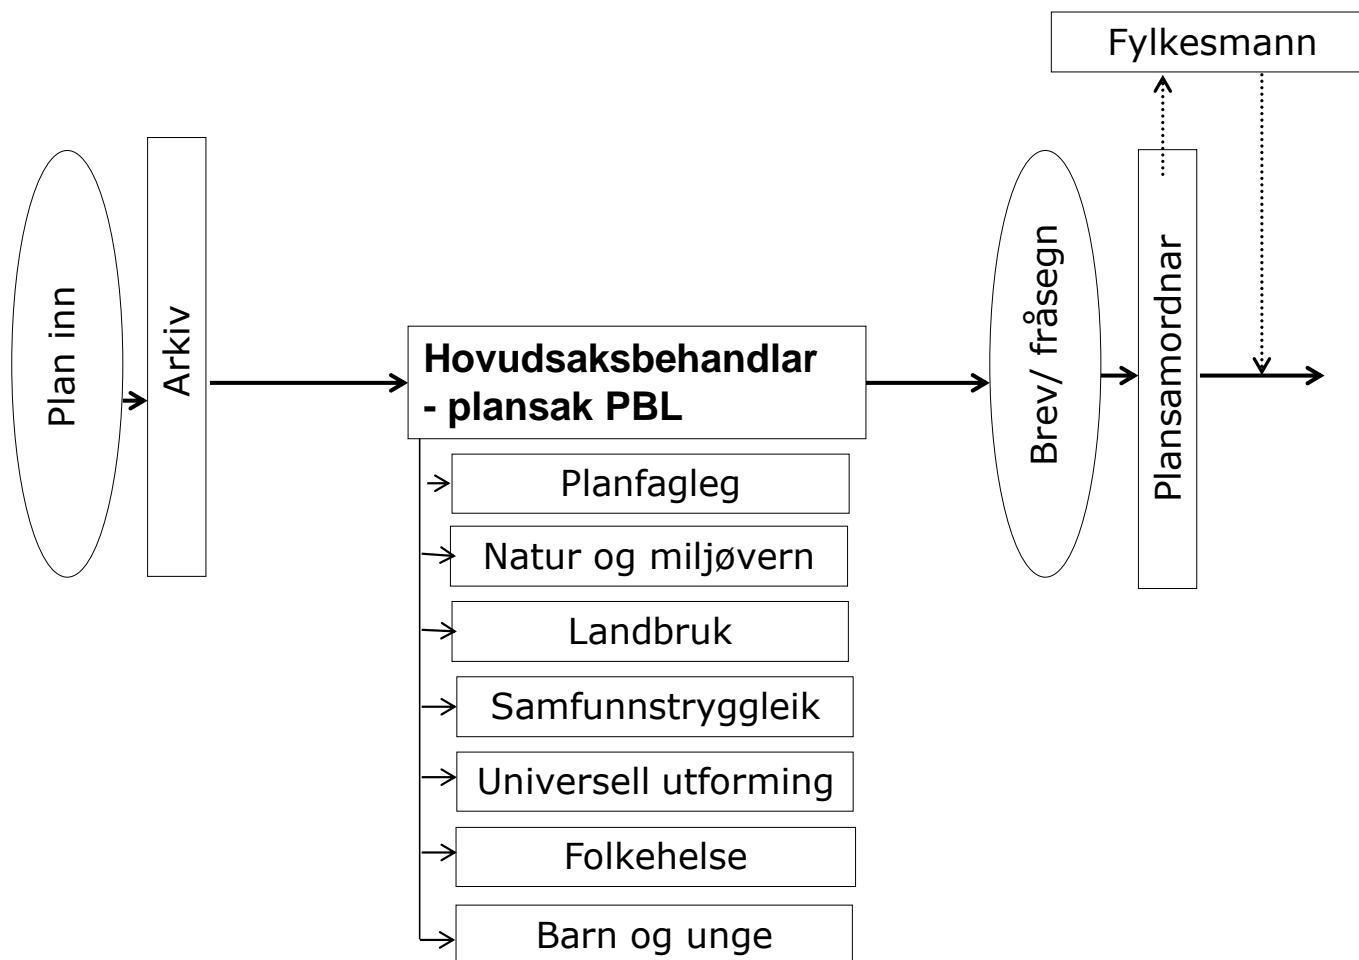 Fylkesmann
Plan inn
Arkiv
Hovudsaksbehandlar
- plansak PBL
Planfagleg
Natur og miljøvern
Landbruk
Samfunnstryggleik
Universell utforming
Folkehelse
Barn og unge
Brev/ fråsegn
Plansamordnar